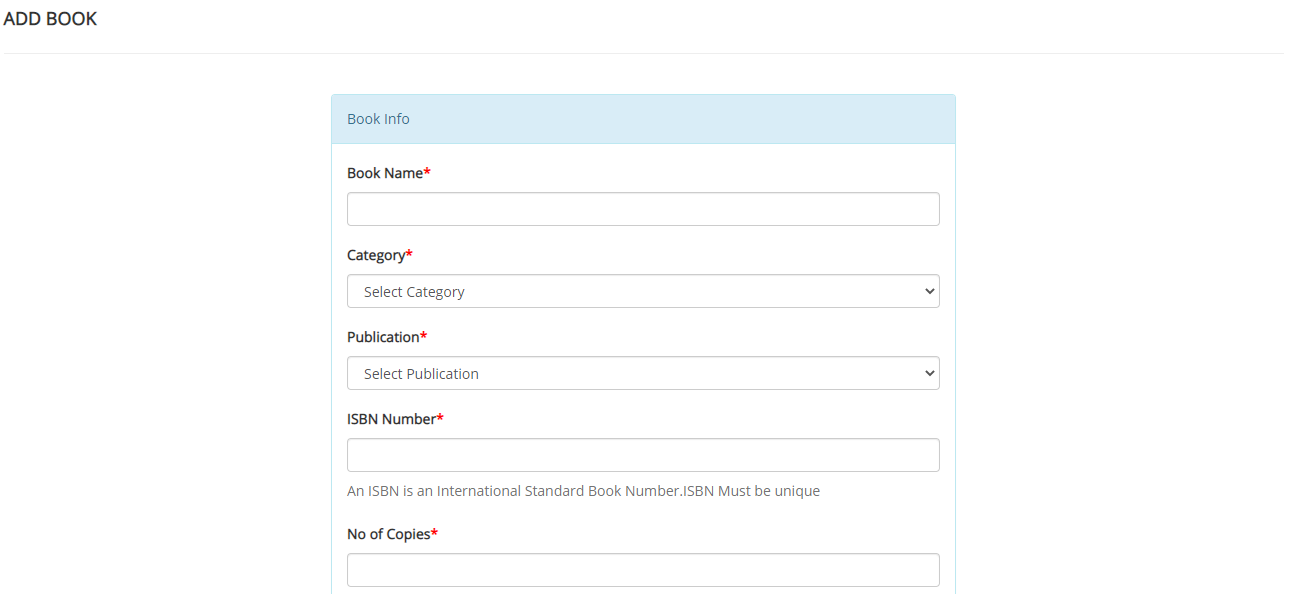 ADD BOOK
Book Info
Book Name*
Category*
Select Category
Publication*
Select Publication
ISBN Number*
An ISBN is an International Standard Book Number.ISBN Must be unique
No of Copies*